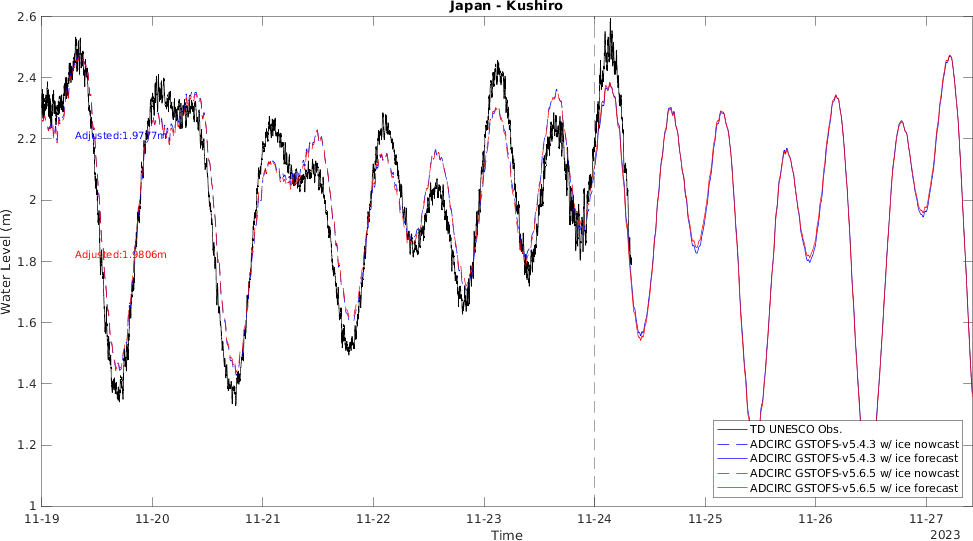 Japan - Kushiro
2.6
2.4
2.2
2
1.8
1.6
1.4
1.2
1
Water Level (m)
Adjusted:1.9777m
Adjusted:1.9806m
TD UNESCO Obs.
ADCIRC GSTOFS-v5.4.3 w/ ice nowcast
ADCIRC GSTOFS-v5.4.3 w/ ice forecast
ADCIRC GSTOFS-v5.6.5 w/ ice nowcast
ADCIRC GSTOFS-v5.6.5 w/ ice forecast
11-19 11-20 11-21 11-22 11-23 11-24 11-25 11-26 11-27
Time
2023